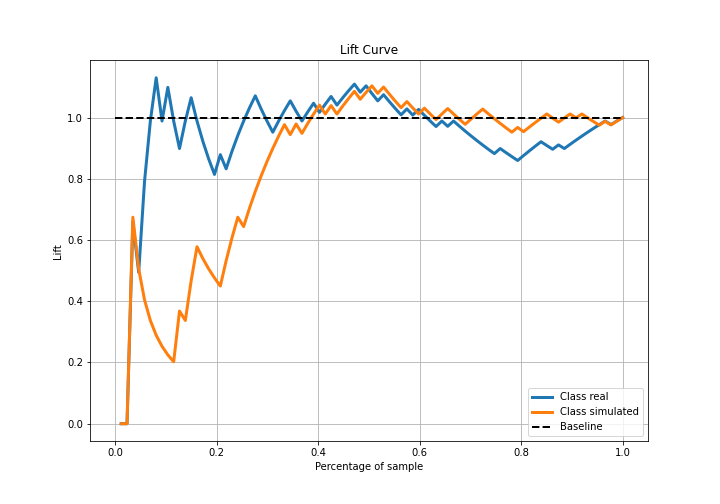 Lift Curve
Lift
1.0
0.8
0.6
0.4
0.2
0.0
0.0 0.2 0.4 0.6 0.8 1.0
Percentage of sample
Class real
Class simulated
Baseline